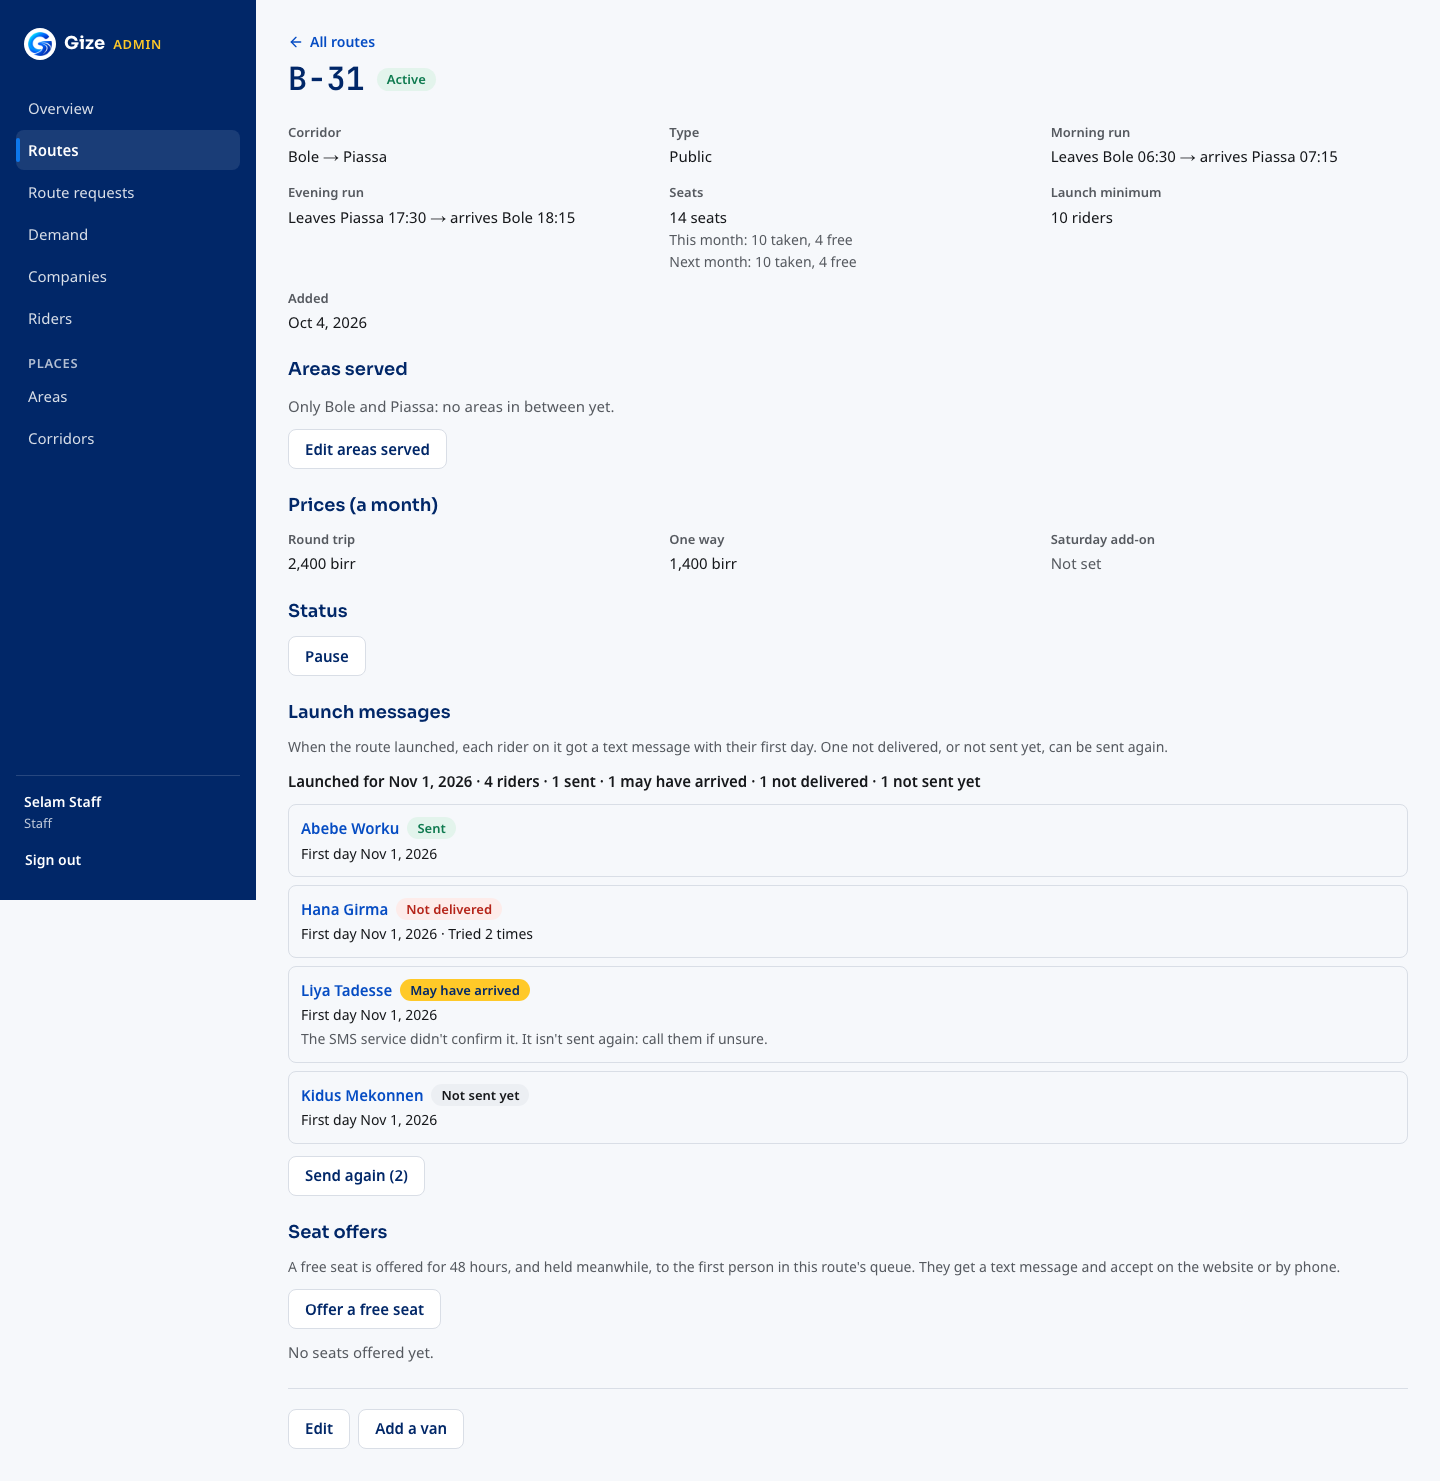 Gize ADMIN
Overview
Routes
Route requests
Demand
Companies
Riders
PLACES
Areas
Corridors
Selam Staff
Staff
Sign out
← All routes
B-31 Active
Corridor
Bole → Piassa
Type
Public
Morning run
Leaves Bole 06:30 → arrives Piassa 07:15
Evening run
Leaves Piassa 17:30 → arrives Bole 18:15
Seats
14 seats
This month: 10 taken, 4 free
Next month: 10 taken, 4 free
Launch minimum
10 riders
Added
Oct 4, 2026
Areas served
Only Bole and Piassa: no areas in between yet.
Edit areas served
Prices (a month)
Round trip
2,400 birr
One way
1,400 birr
Saturday add-on
Not set
Status
Pause
Launch messages
When the route launched, each rider on it got a text message with their first day. One not delivered, or not sent yet, can be sent again.
Launched for Nov 1, 2026 · 4 riders · 1 sent · 1 may have arrived · 1 not delivered · 1 not sent yet
Abebe Worku Sent
First day Nov 1, 2026
Hana Girma Not delivered
First day Nov 1, 2026 · Tried 2 times
Liya Tadesse May have arrived
First day Nov 1, 2026
The SMS service didn't confirm it. It isn't sent again: call them if unsure.
Kidus Mekonnen Not sent yet
First day Nov 1, 2026
Send again (2)
Seat offers
A free seat is offered for 48 hours, and held meanwhile, to the first person in this route's queue. They get a text message and accept on the website or by phone.
Offer a free seat
No seats offered yet.
Edit
Add a van